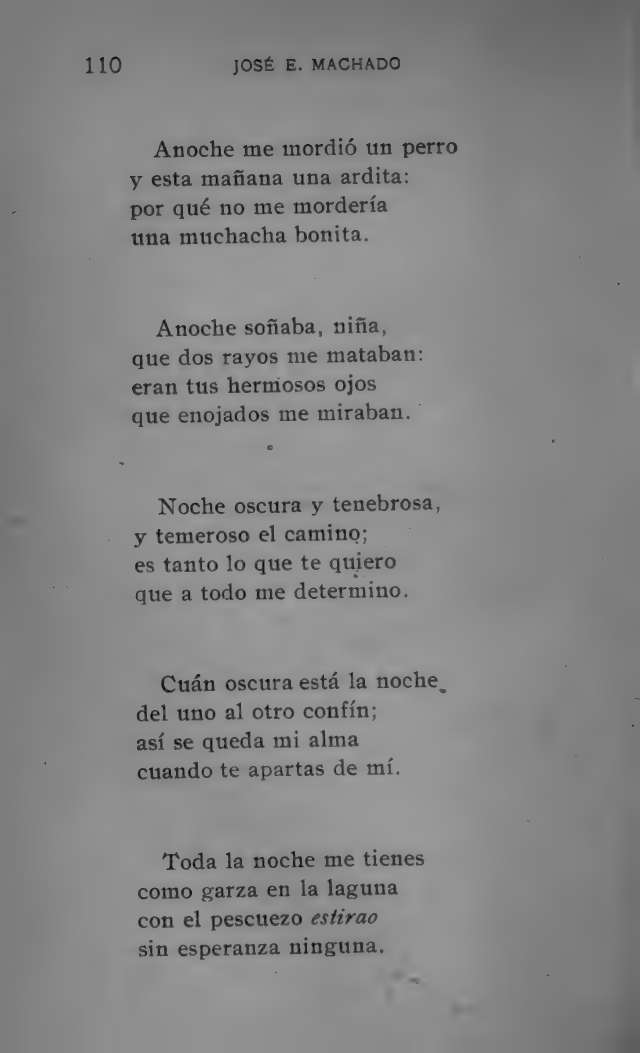 110 JOSÉ E. MACHADO
Anoche me mordió un perro
y esta mañana una ardita:
por qué no me mordería
una muchacha bonita.
Anoche soñaba, niña,
que dos rayos me mataban:
eran tus hermosos ojos
que enojados me miraban.
Noche oscura y tenebrosa,
y temeroso el camino;
es tanto lo que te quiero
que a todo me determino.
Cuán oscura está la noche
del uno al otro confín;
así se queda mi alma
cuando te apartas de mí.
Toda la noche me tienes
como garza en la laguna
con el pescuezo estirao
sin esperanza ninguna.